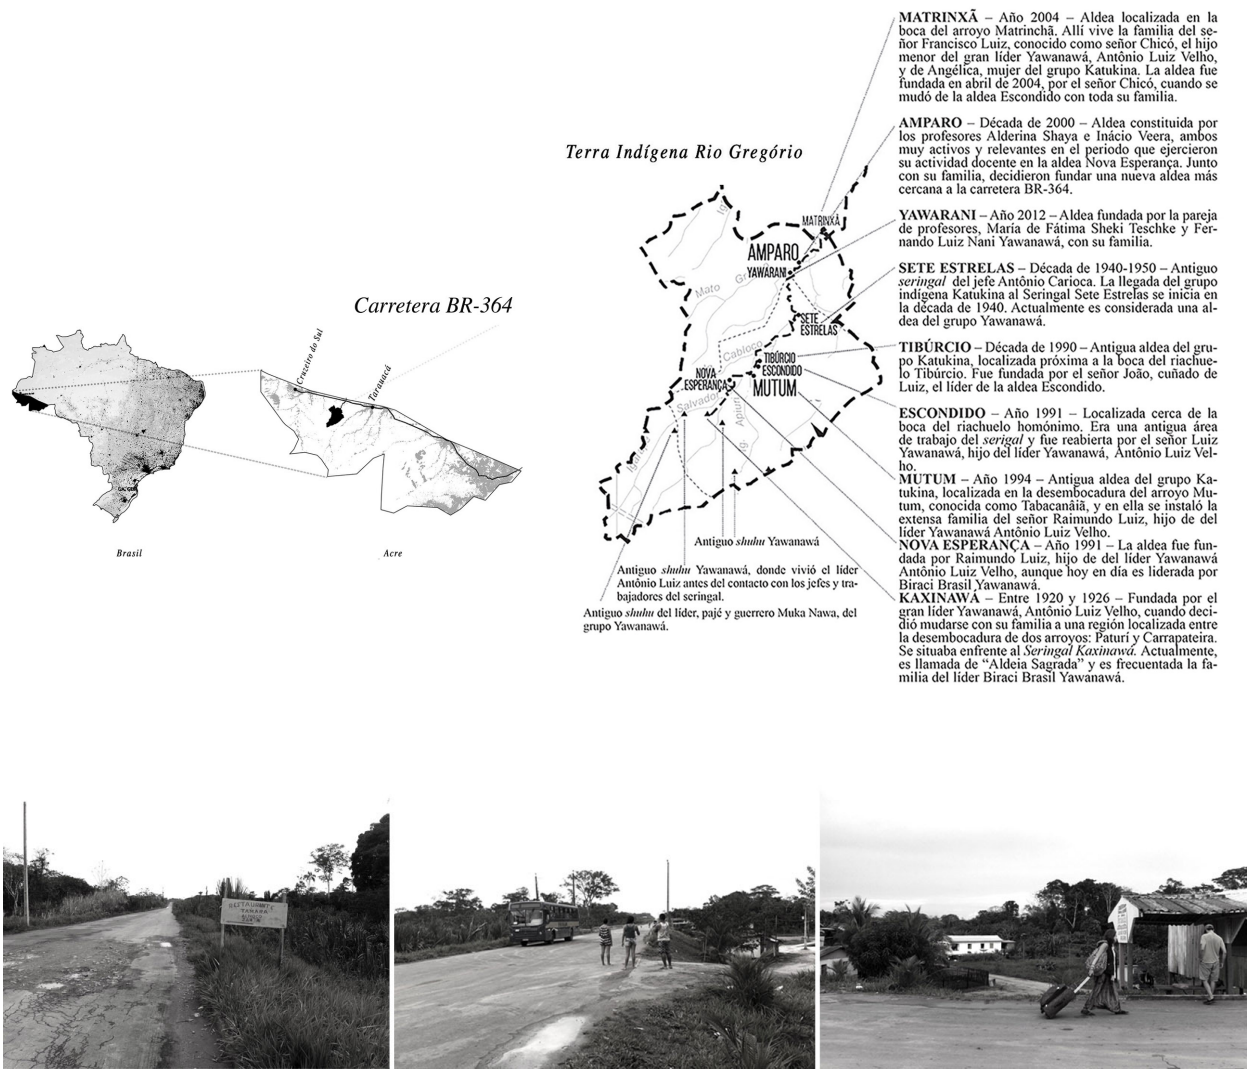 MATRINXÃ – Año 2004 – Aldea localizada en la
boca del arroyo Matrinchã. Allí vive la familia del se-
ñor Francisco Luiz, conocido como señor Chicó, el hijo
menor del gran líder Yawanawá, Antônio Luiz Velho,
y de Angélica, mujer del grupo Katukina. La aldea fue
fundada en abril de 2004, por el señor Chicó, cuando se
mudó de la aldea Escondido con toda su familia.
AMPARO – Década de 2000 – Aldea constituida por
los profesores Alderina Shaya e Inácio Veera, ambos
muy activos y relevantes en el periodo que ejercieron
su actividad docente en la aldea Nova Esperança. Junto
con su familia, decidieron fundar una nueva aldea más
cercana a la carretera BR-364.
YAWARANI – Año 2012 – Aldea fundada por la pareja
de profesores, María de Fátima Sheki Teschke y Fer-
nando Luiz Nani Yawanawá, con su familia.
SETE ESTRELAS – Década de 1940-1950 – Antiguo
seringal del jefe Antônio Carioca. La llegada del grupo
indígena Katukina al Seringal Sete Estrelas se inicia en
la década de 1940. Actualmente es considerada una al-
dea del grupo Yawanawá.
TIBÚRCIO – Década de 1990 – Antigua aldea del gru-
po Katukina, localizada próxima a la boca del riachue-
lo Tibúrcio. Fue fundada por el señor João, cuñado de
Luiz, el líder de la aldea Escondido.
ESCONDIDO – Año 1991 – Localizada cerca de la
boca del riachuelo homónimo. Era una antigua área
de trabajo del serigal y fue reabierta por el señor Luiz
Yawanawá, hijo del líder Yawanawá, Antônio Luiz Vel-
ho.
MUTUM – Año 1994 – Antigua aldea del grupo Ka-
tukina, localizada en la desembocadura del arroyo Mu-
tum, conocida como Tabacanãiã, y en ella se instaló la
extensa familia del señor Raimundo Luiz, hijo de del
líder Yawanawá Antônio Luiz Velho.
NOVA ESPERANÇA – Año 1991 – La aldea fue fun-
dada por Raimundo Luiz, hijo de del líder Yawanawá
Antônio Luiz Velho, aunque hoy en día es liderada por
Biraci Brasil Yawanawá.
KAXINAWÁ – Entre 1920 y 1926 – Fundada por el
gran líder Yawanawá, Antônio Luiz Velho, cuando deci-
dió mudarse con su familia a una región localizada entre
la desembocadura de dos arroyos: Paturí y Carrapateira.
Se situaba enfrente al Seringal Kaxinawá. Actualmente,
es llamada de “Aldeia Sagrada” y es frecuentada la fa-
milia del líder Biraci Brasil Yawanawá.
Terra Indígena Rio Gregório
MATRINXÃ
AMPARO
YAWARANI
Mato
SETE
ESTRELAS
Cabloco
TIBÚRCIO
ESCONDIDO
NOVA
ESPERANÇA
MUTUM
Salvador
Ig.
Antiguo shuhu Yawanawá
Antiguo shuhu Yawanawá, donde vivió el líder
Antônio Luiz antes del contacto con los jefes y tra-
bajadores del seringal.
Antiguo shuhu del líder, pajé y guerrero Muka Nawa, del
grupo Yawanawá.
Carretera BR-364
Cruzeiro do Sul
Tarauacá
Brasil
Acre
RESTAURANTE